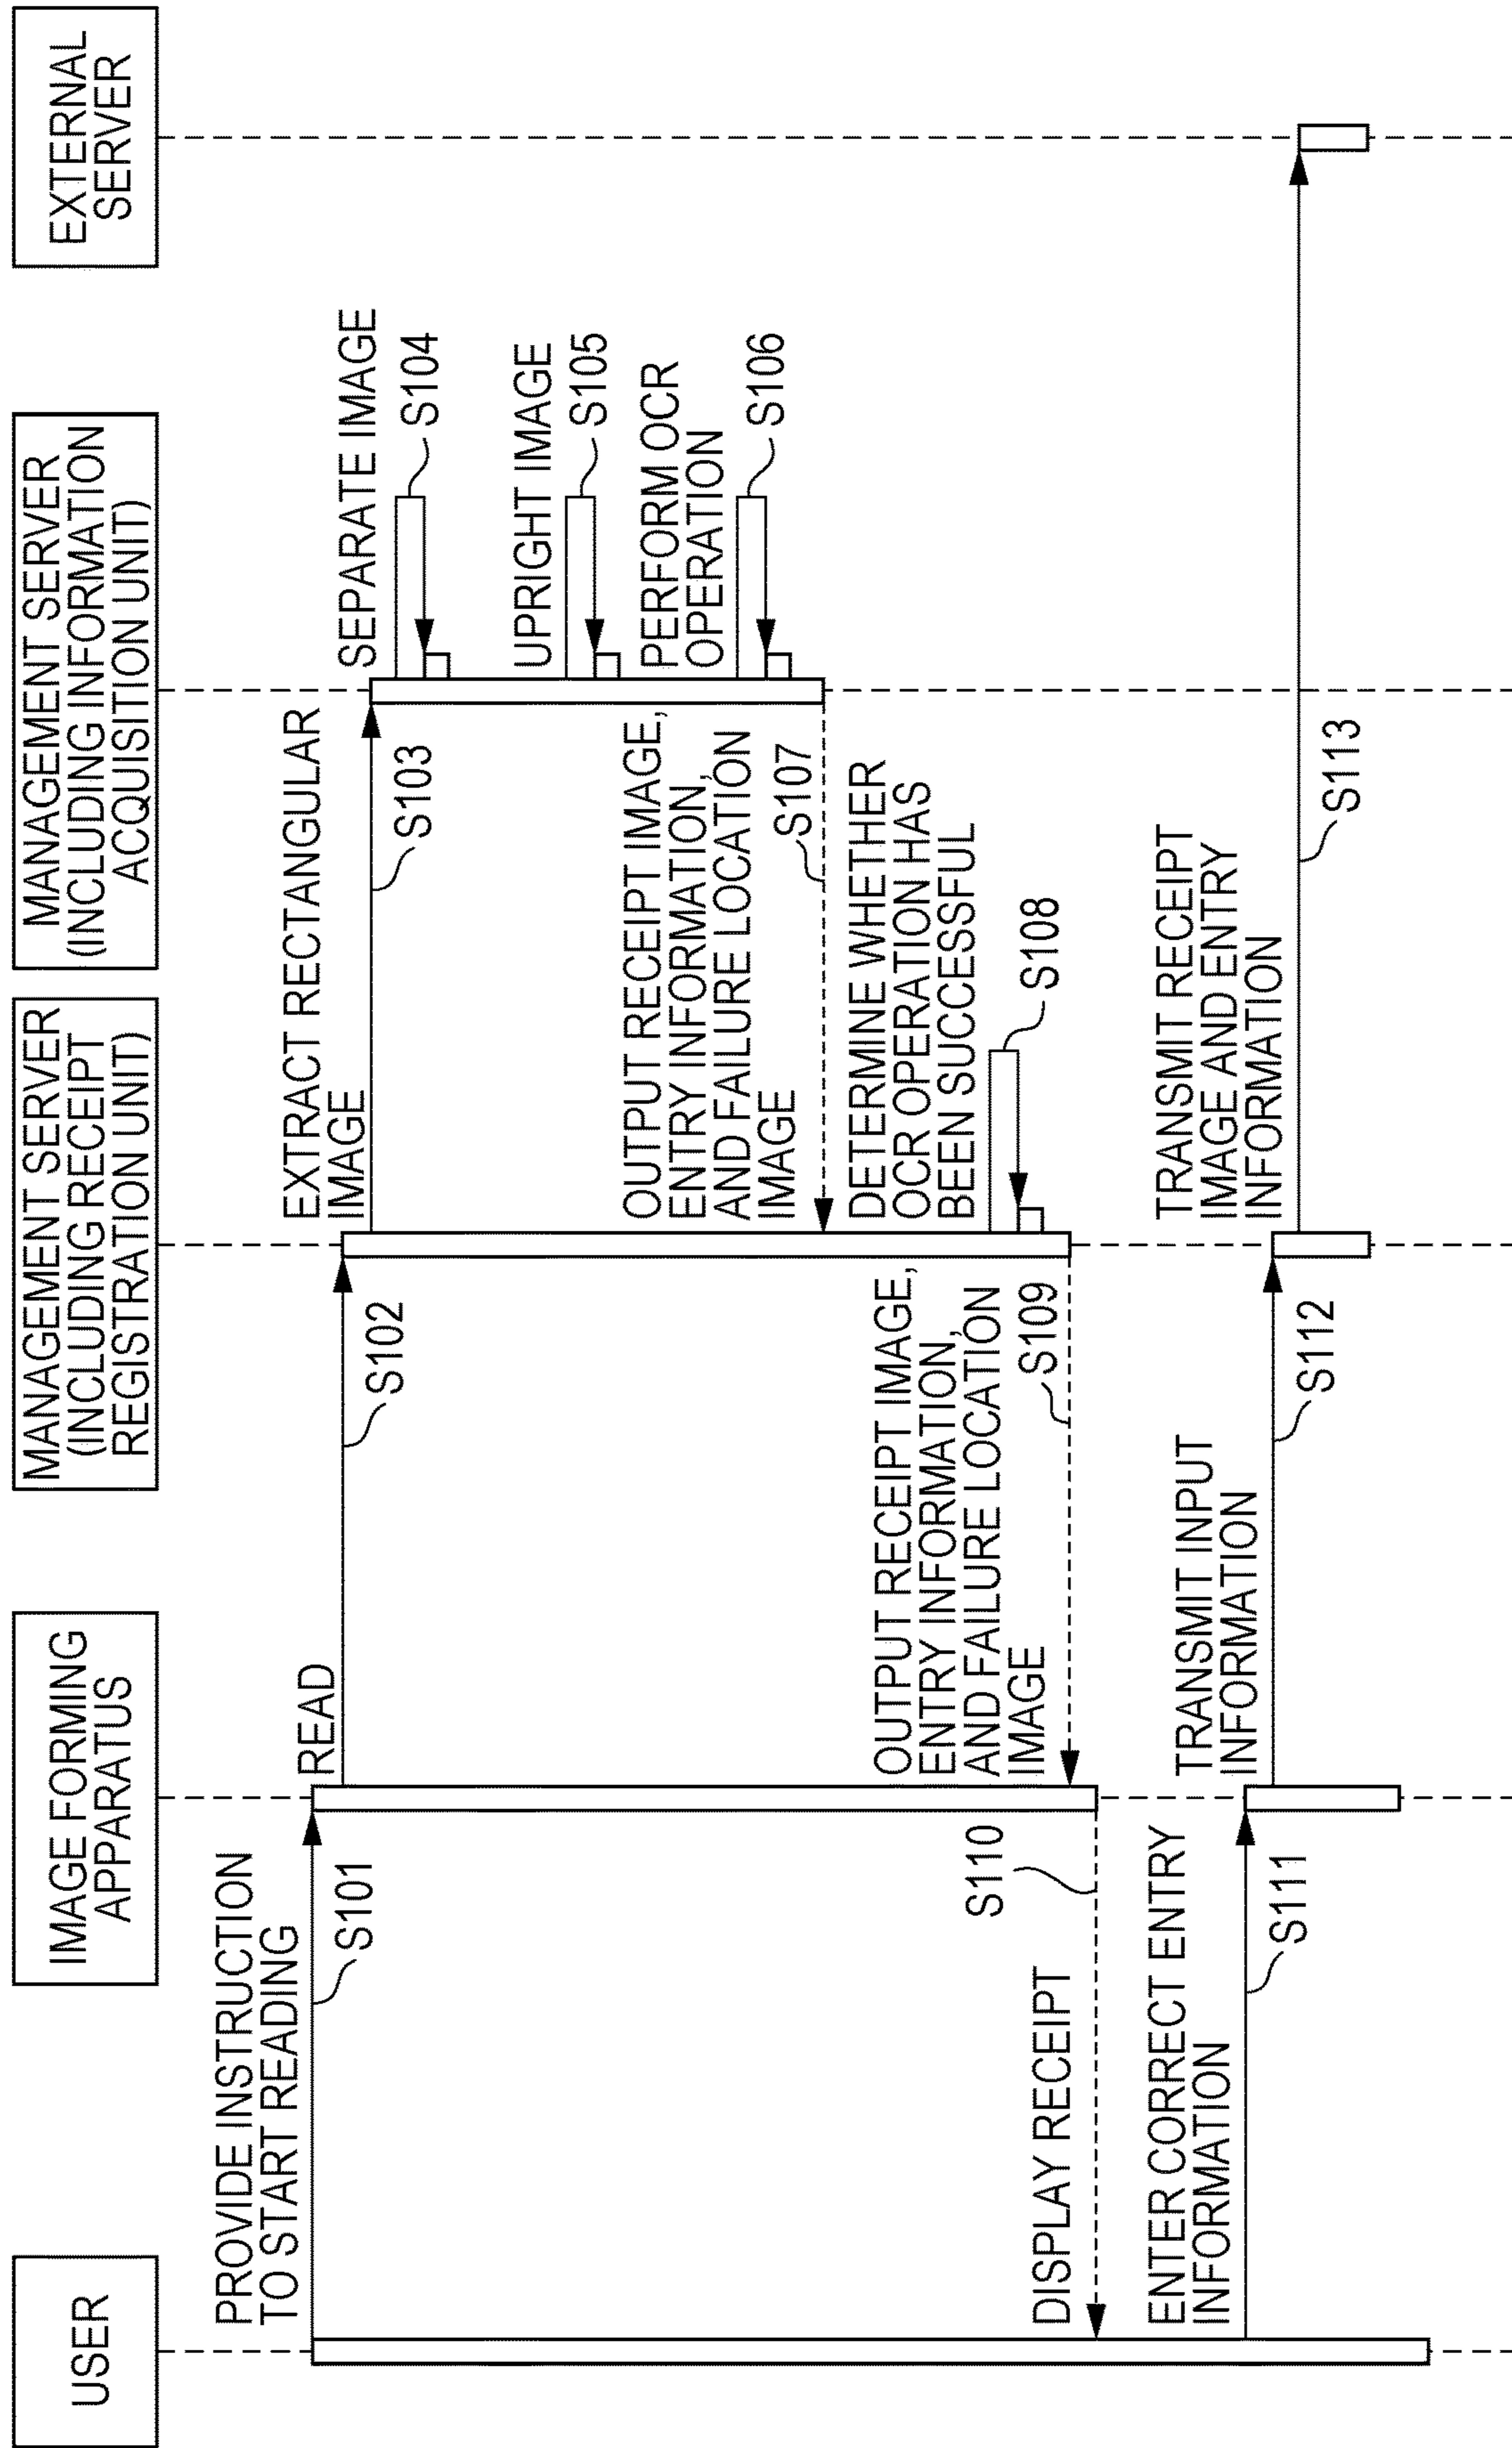 USER
IMAGE FORMING
APPARATUS
MANAGEMENT SERVER
(INCLUDING RECEIPT
REGISTRATION UNIT)
MANAGEMENT SERVER
(INCLUDING INFORMATION
ACQUISITION UNIT)
EXTERNAL
SERVER
PROVIDE INSTRUCTION
TO START READING
S101
READ
S102
EXTRACT RECTANGULAR
IMAGE
S103
SEPARATE IMAGE
S104
UPRIGHT IMAGE
S105
PERFORM OCR
OPERATION
S106
OUTPUT RECEIPT IMAGE,
ENTRY INFORMATION,
AND FAILURE LOCATION
IMAGE
S107
DETERMINE WHETHER
OCR OPERATION HAS
BEEN SUCCESSFUL
S108
OUTPUT RECEIPT IMAGE,
ENTRY INFORMATION,
AND FAILURE LOCATION
IMAGE
S109
DISPLAY RECEIPT
S110
ENTER CORRECT ENTRY
INFORMATION
S111
TRANSMIT INPUT
INFORMATION
S112
TRANSMIT RECEIPT
IMAGE AND ENTRY
INFORMATION
S113